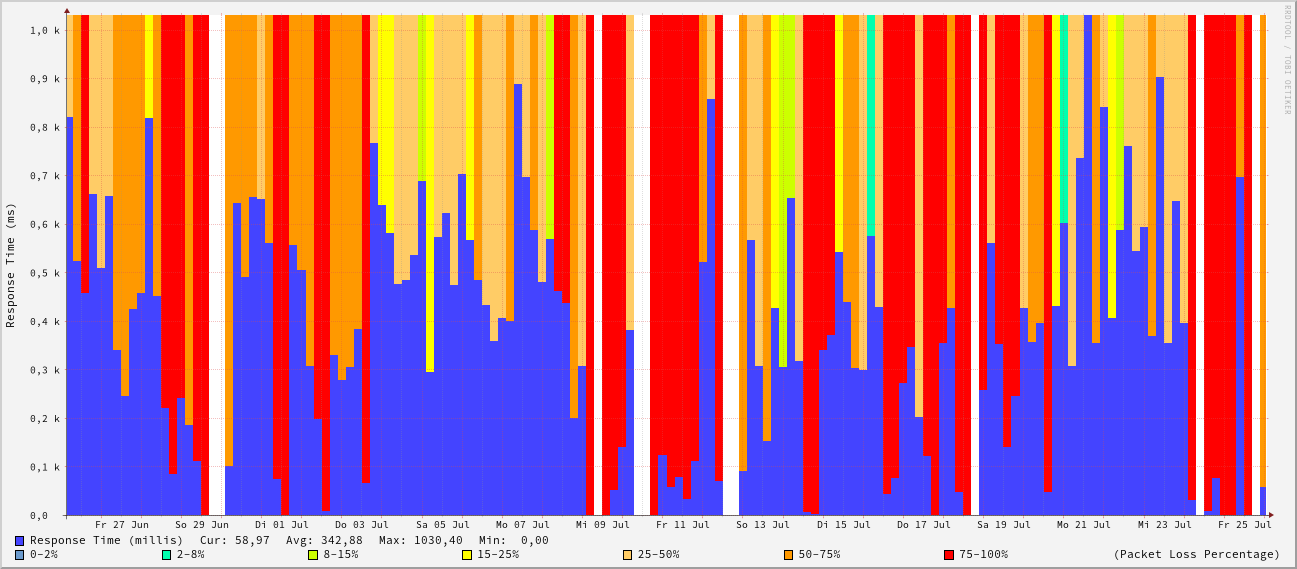 RRDTOOL / TOBI OETIKER
Response Time (ms)
1,0 k
0,9 k
0,8 k
0,7 k
0,6 k
0,5 k
0,4 k
0,3 k
0,2 k
0,1 k
0,0
Fr 27 Jun So 29 Jun Di 01 Jul Do 03 Jul Sa 05 Jul Mo 07 Jul Mi 09 Jul Fr 11 Jul So 13 Jul Di 15 Jul Do 17 Jul Sa 19 Jul Mo 21 Jul Mi 23 Jul Fr 25 Jul
Response Time (millis) Cur: 58,97 Avg: 342,88 Max: 1030,40 Min: 0,00
0-2% 2-8% 8-15% 15-25% 25-50% 50-75% 75-100% (Packet Loss Percentage)